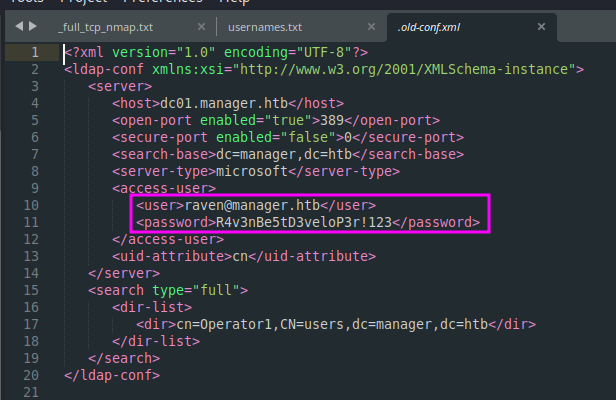 Tools Project Preferences Help
_full_tcp_nmap.txt × usernames.txt × .old-conf.xml ×
1 <?xml version="1.0" encoding="UTF-8"?>
2 <ldap-conf xmlns:xsi="http://www.w3.org/2001/XMLSchema-instance">
3 <server>
4 <host>dc01.manager.htb</host>
5 <open-port enabled="true">389</open-port>
6 <secure-port enabled="false">0</secure-port>
7 <search-base>dc=manager,dc=htb</search-base>
8 <server-type>microsoft</server-type>
9 <access-user>
10 <user>raven@manager.htb</user>
11 <password>R4v3nBe5tD3veloP3r!123</password>
12 </access-user>
13 <uid-attribute>cn</uid-attribute>
14 </server>
15 <search type="full">
16 <dir-list>
17 <dir>cn=Operator1,CN=users,dc=manager,dc=htb</dir>
18 </dir-list>
19 </search>
20 </ldap-conf>
21